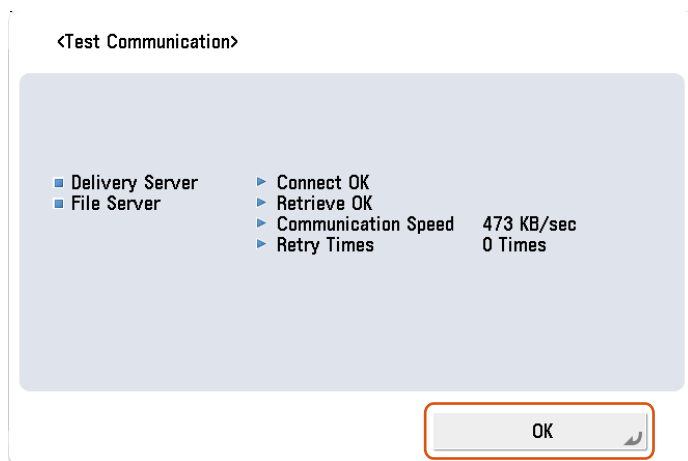 <Test Communication>
Delivery Server Connect OK
File Server Retrieve OK
Communication Speed 473 KB/sec
Retry Times 0 Times
OK